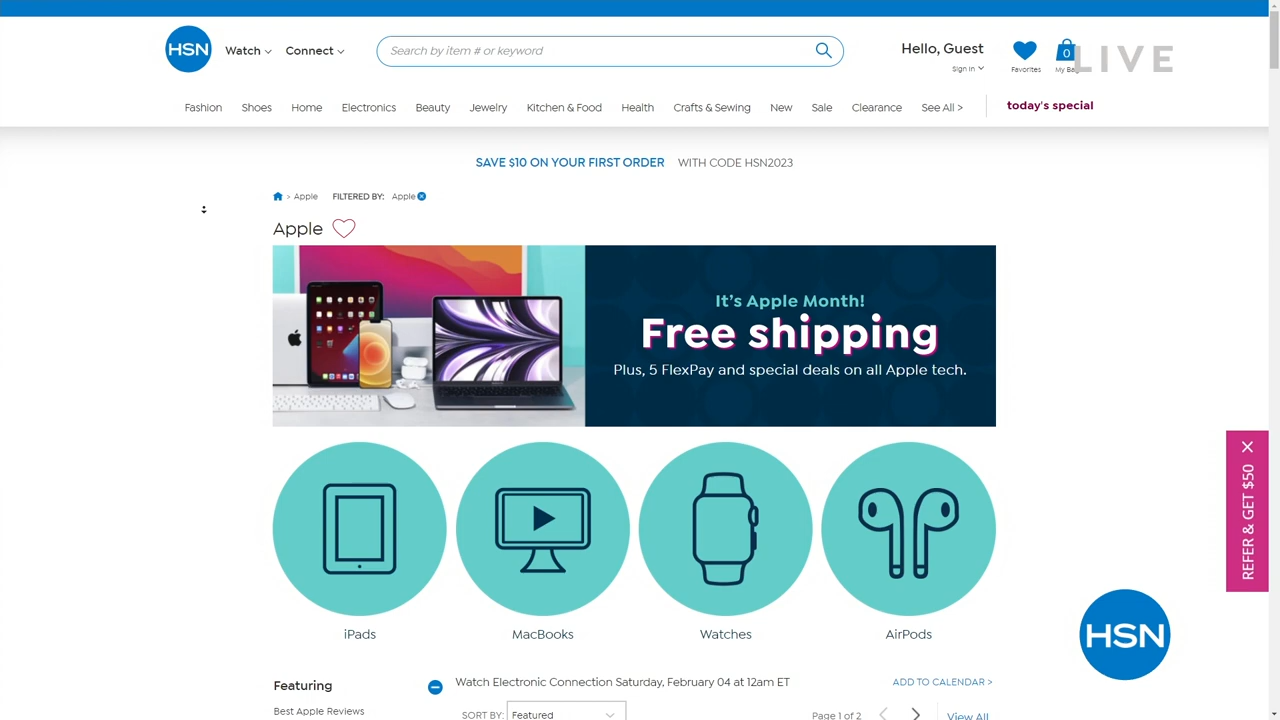 HSN
Watch
Connect
Search by item # or keyword
Hello, Guest
Sign In
Favorites
0
My Ba
LIVE
Fashion
Shoes
Home
Electronics
Beauty
Jewelry
Kitchen & Food
Health
Crafts & Sewing
New
Sale
Clearance
See All >
today's special
SAVE $10 ON YOUR FIRST ORDER WITH CODE HSN2023
> Apple FILTERED BY: Apple
Apple
It's Apple Month!
Free shipping
Plus, 5 FlexPay and special deals on all Apple tech.
REFER & GET $50
iPads
MacBooks
Watches
AirPods
HSN
Featuring
Watch Electronic Connection Saturday, February 04 at 12am ET
ADD TO CALENDAR >
Best Apple Reviews
SORT BY: Featured
Page 1 of 2
View All